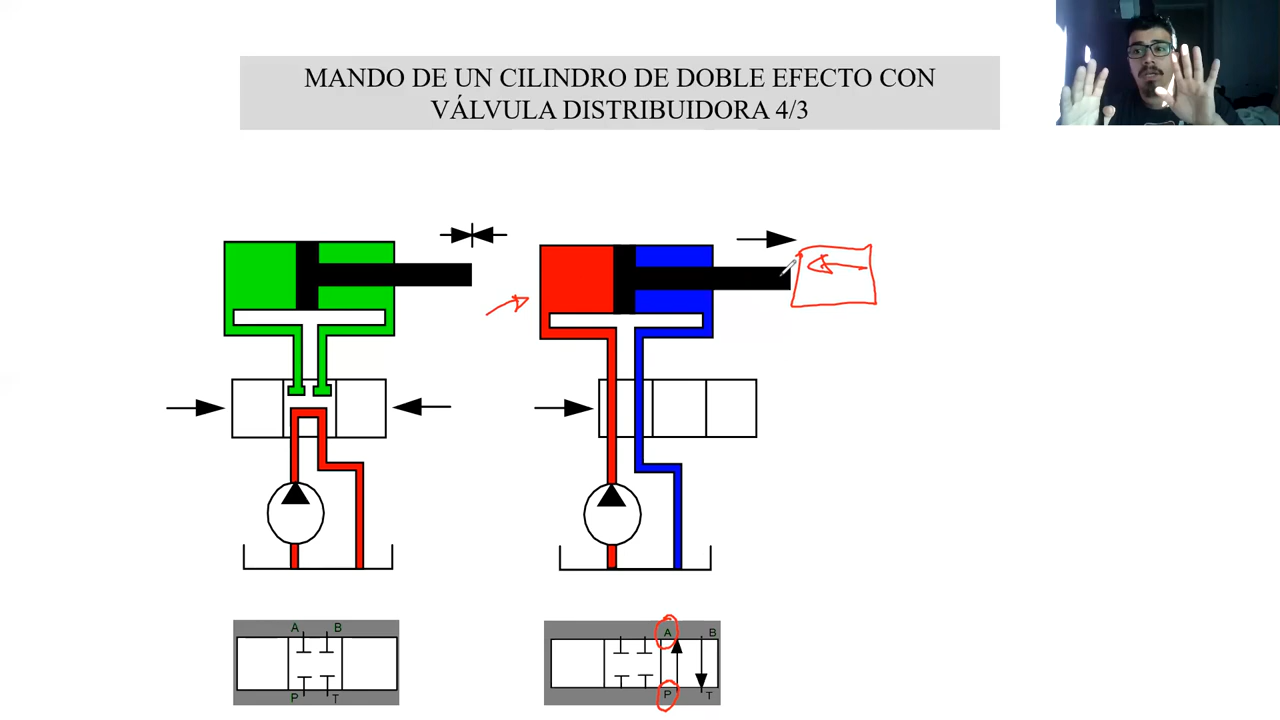 MANDO DE UN CILINDRO DE DOBLE EFECTO CON
VÁLVULA DISTRIBUIDORA 4/3
A B
P T
A B
P T